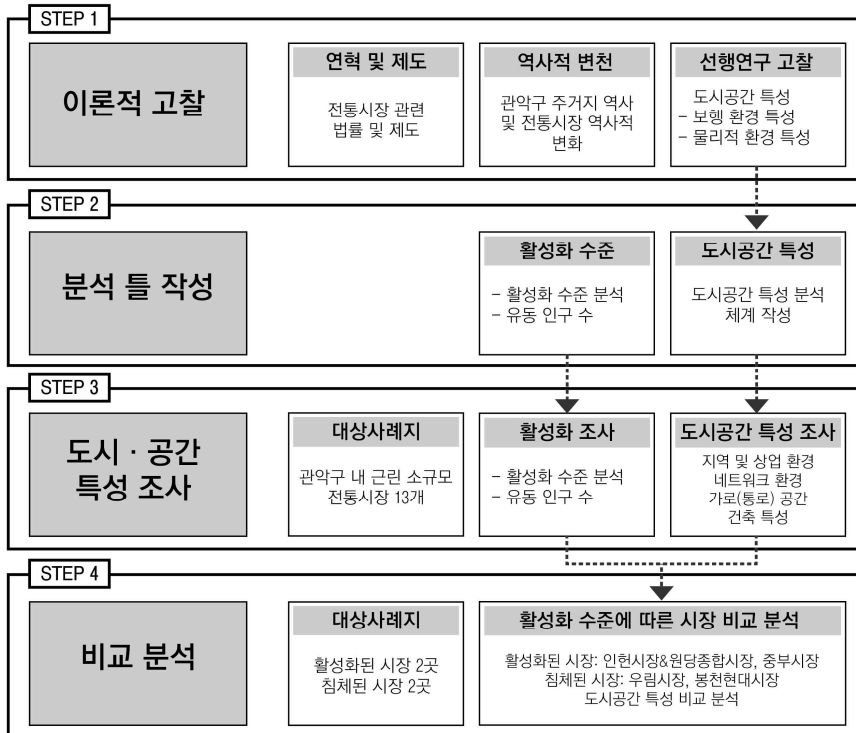 STEP 1
이론적 고찰
연혁 및 제도
전통시장 관련
법률 및 제도
역사적 변천
관악구 주거지 역사
및 전통시장 역사적
변화
선행연구 고찰
도시공간 특성
- 보행 환경 특성
- 물리적 환경 특성
STEP 2
분석 틀 작성
활성화 수준
- 활성화 수준 분석
- 유동 인구 수
도시공간 특성
도시공간 특성 분석
체계 작성
STEP 3
도시 · 공간
특성 조사
대상사례지
관악구 내 근린 소규모
전통시장 13개
활성화 조사
- 활성화 수준 분석
- 유동 인구 수
도시공간 특성 조사
지역 및 상업 환경
네트워크 환경
가로(통로) 공간
건축 특성
STEP 4
비교 분석
대상사례지
활성화된 시장 2곳
침체된 시장 2곳
활성화 수준에 따른 시장 비교 분석
활성화된 시장: 인헌시장&원당종합시장, 중부시장
침체된 시장: 우림시장, 봉천현대시장
도시공간 특성 비교 분석